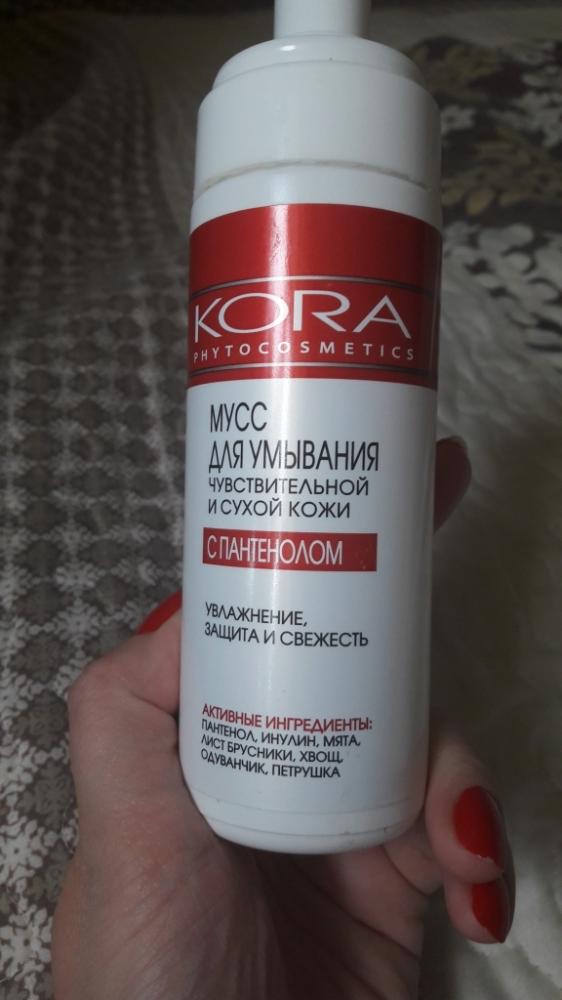 KORA
PHYTOCOSMETICS
МУСС
ДЛЯ УМЫВАНИЯ
ЧУВСТВИТЕЛЬНОЙ
И СУХОЙ КОЖИ
С ПАНТЕНОЛОМ
УВЛАЖНЕНИЕ,
ЗАЩИТА И СВЕЖЕСТЬ
АКТИВНЫЕ ИНГРЕДИЕНТЫ:
ПАНТЕНОЛ, ИНУЛИН, МЯТА,
ЛИСТ БРУСНИКИ, ХВОЩ,
ОДУВАНЧИК, ПЕТРУШКА